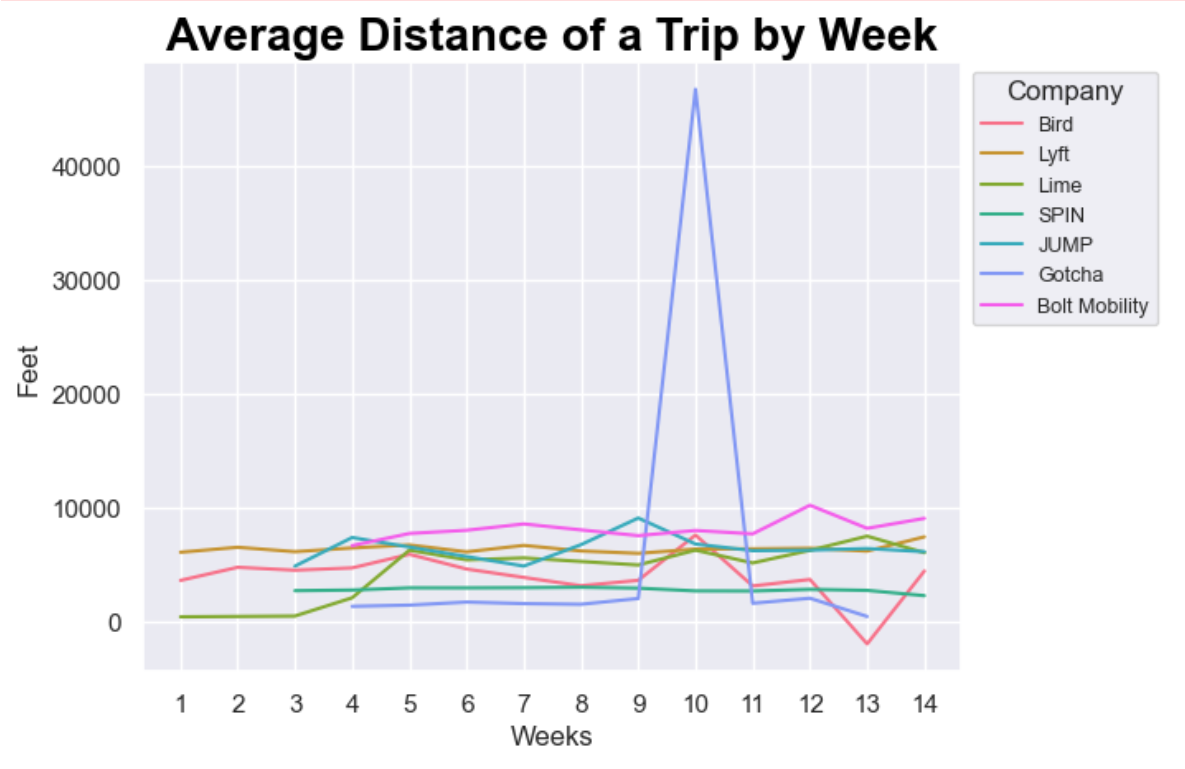 Average Distance of a Trip by Week
Company
Bird
Lyft
Lime
SPIN
JUMP
Gotcha
Bolt Mobility
Feet
40000
30000
20000
10000
0
1 2 3 4 5 6 7 8 9 10 11 12 13 14
Weeks